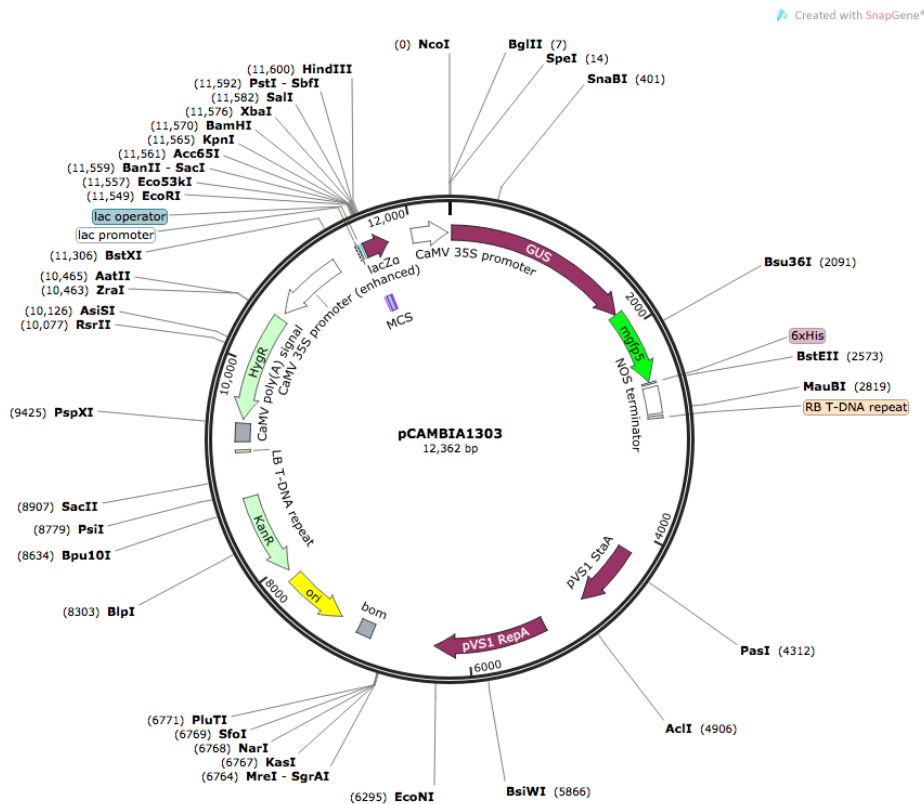 Created with SnapGene®
(0) NcoI
BglII (7)
SpeI (14)
SnaBI (401)
(11,600) HindIII
(11,592) PstI - SbfI
(11,582) SalI
(11,576) XbaI
(11,570) BamHI
(11,565) KpnI
(11,561) Acc65I
(11,559) BanII - SacI
(11,557) Eco53kI
(11,549) EcoRI
lac operator
lac promoter
(11,306) BstXI
(10,465) AatII
(10,463) ZraI
(10,126) AsiSI
(10,077) RsrII
(9425) PspXI
(8907) SacII
(8779) PsiI
(8634) Bpu10I
(8303) BlpI
(6771) PluTI
(6769) SfoI
(6768) NarI
(6767) KasI
(6764) MreI - SgrAI
(6295) EcoNI
BsiWI (5866)
AclI (4906)
PasI (4312)
Bsu36I (2091)
6xHis
BstEII (2573)
MauBI (2819)
RB T-DNA repeat
12,000
2000
4000
6000
8000
10,000
CaMV 35S promoter
GUS
mgfp5
NOS terminator
lacZα
MCS
CaMV 35S promoter (enhanced)
HygR
CaMV poly(A) signal
LB T-DNA repeat
KanR
ori
bom
pVS1 RepA
pVS1 StaA
pCAMBIA1303
12,362 bp